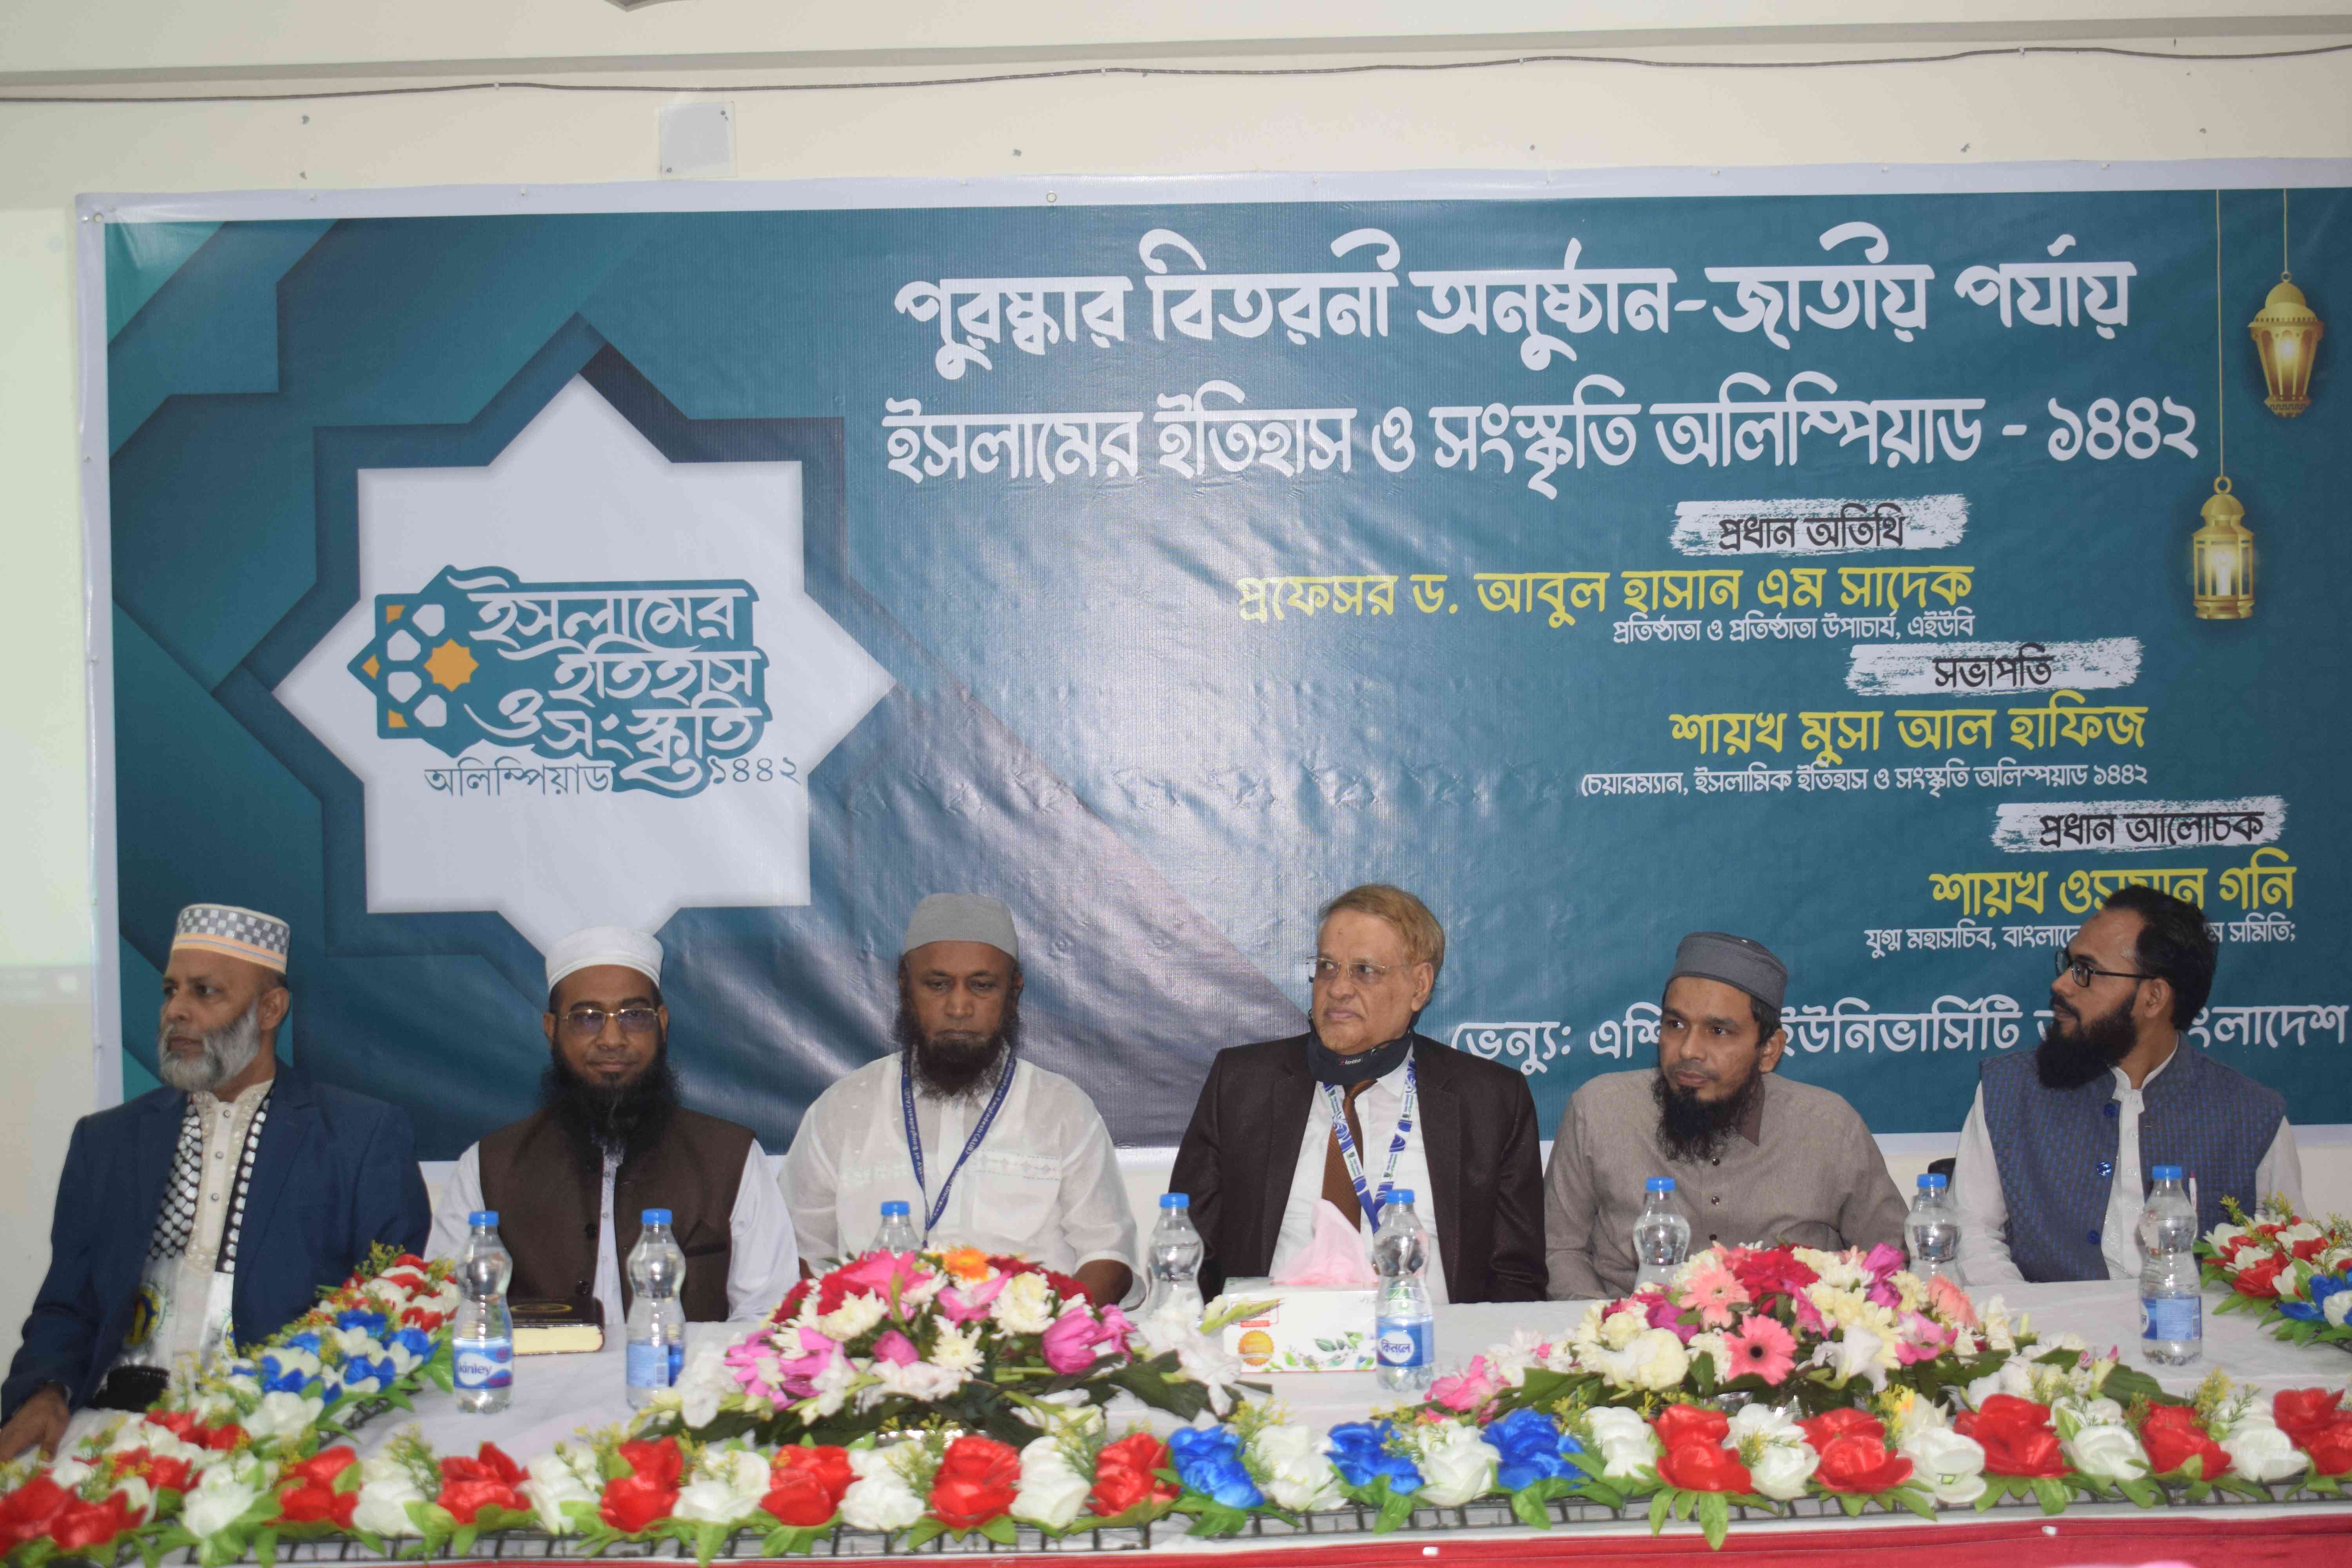 পুরষ্কার বিতরনী অনুষ্ঠান-জাতীয় পর্যায়
ইসলামের ইতিহাস ও সংস্কৃতি অলিম্পিয়াড - ১৪৪২
প্রধান অতিথি
প্রফেসর ড. আবুল হাসান এম সাদেক
প্রতিষ্ঠাতা ও প্রতিষ্ঠাতা উপাচার্য, এইউবি
সভাপতি
শায়খ মুসা আল হাফিজ
চেয়ারম্যান, ইসলামিক ইতিহাস ও সংস্কৃতি অলিম্পয়াড ১৪৪২
প্রধান আলোচক
শায়খ ওসমান গনি
যুগ্ম মহাসচিব, সমিতি;
ভেন্যু: ইউনিভার্সিটি
ইসলামের
ইতিহাস
ও সংস্কৃতি
অলিম্পিয়াড ১৪৪২
kinley
কিনলে